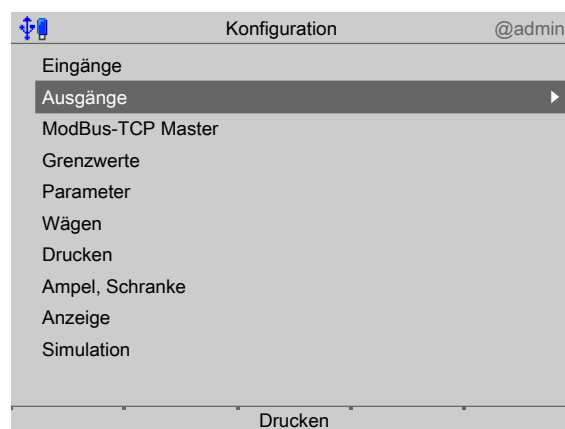 Konfiguration @admin
Eingänge
Ausgänge
ModBus-TCP Master
Grenzwerte
Parameter
Wägen
Drucken
Ampel, Schranke
Anzeige
Simulation
Drucken